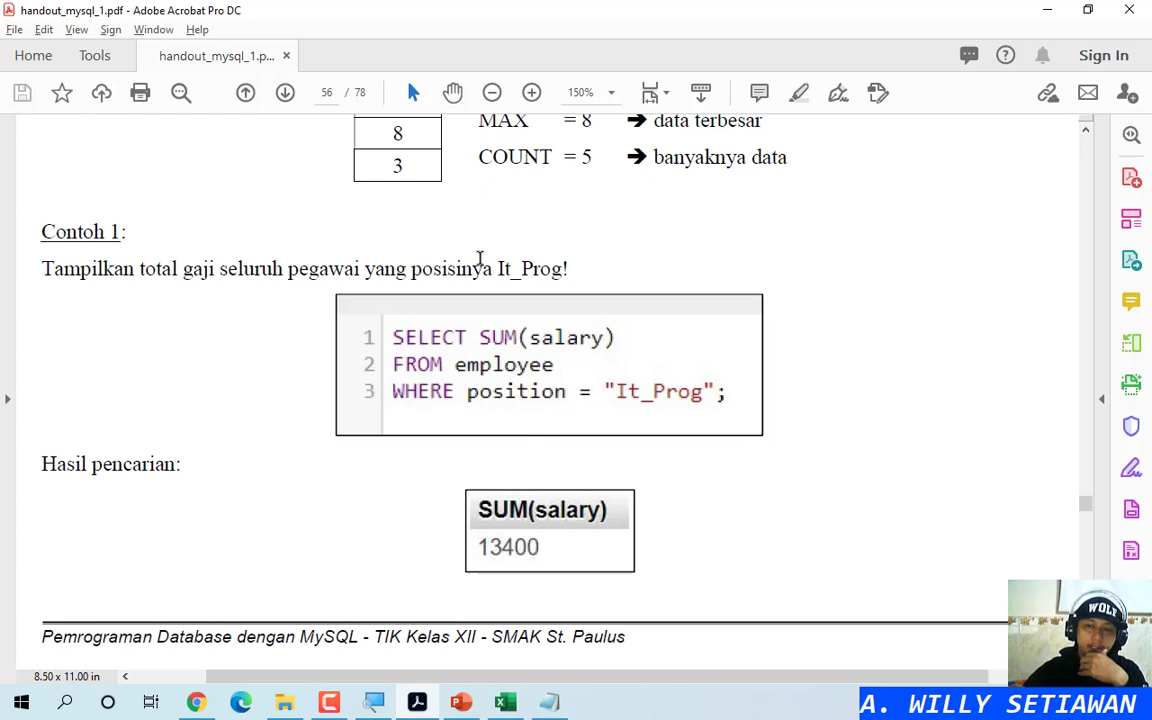 handout_mysql_1.pdf - Adobe Acrobat Pro DC
File Edit View Sign Window Help
Home Tools handout_mysql_1.p... × Sign In
56 / 78 150%
8 MAX = 8 → data terbesar
3 COUNT = 5 → banyaknya data
Contoh 1:
Tampilkan total gaji seluruh pegawai yang posisinya It_Prog!
1 SELECT SUM(salary)
2 FROM employee
3 WHERE position = "It_Prog";
Hasil pencarian:
SUM(salary)
13400
Pemrograman Database dengan MySQL - TIK Kelas XII - SMAK St. Paulus
8.50 x 11.00 in
WOLF
A. WILLY SETIAWAN